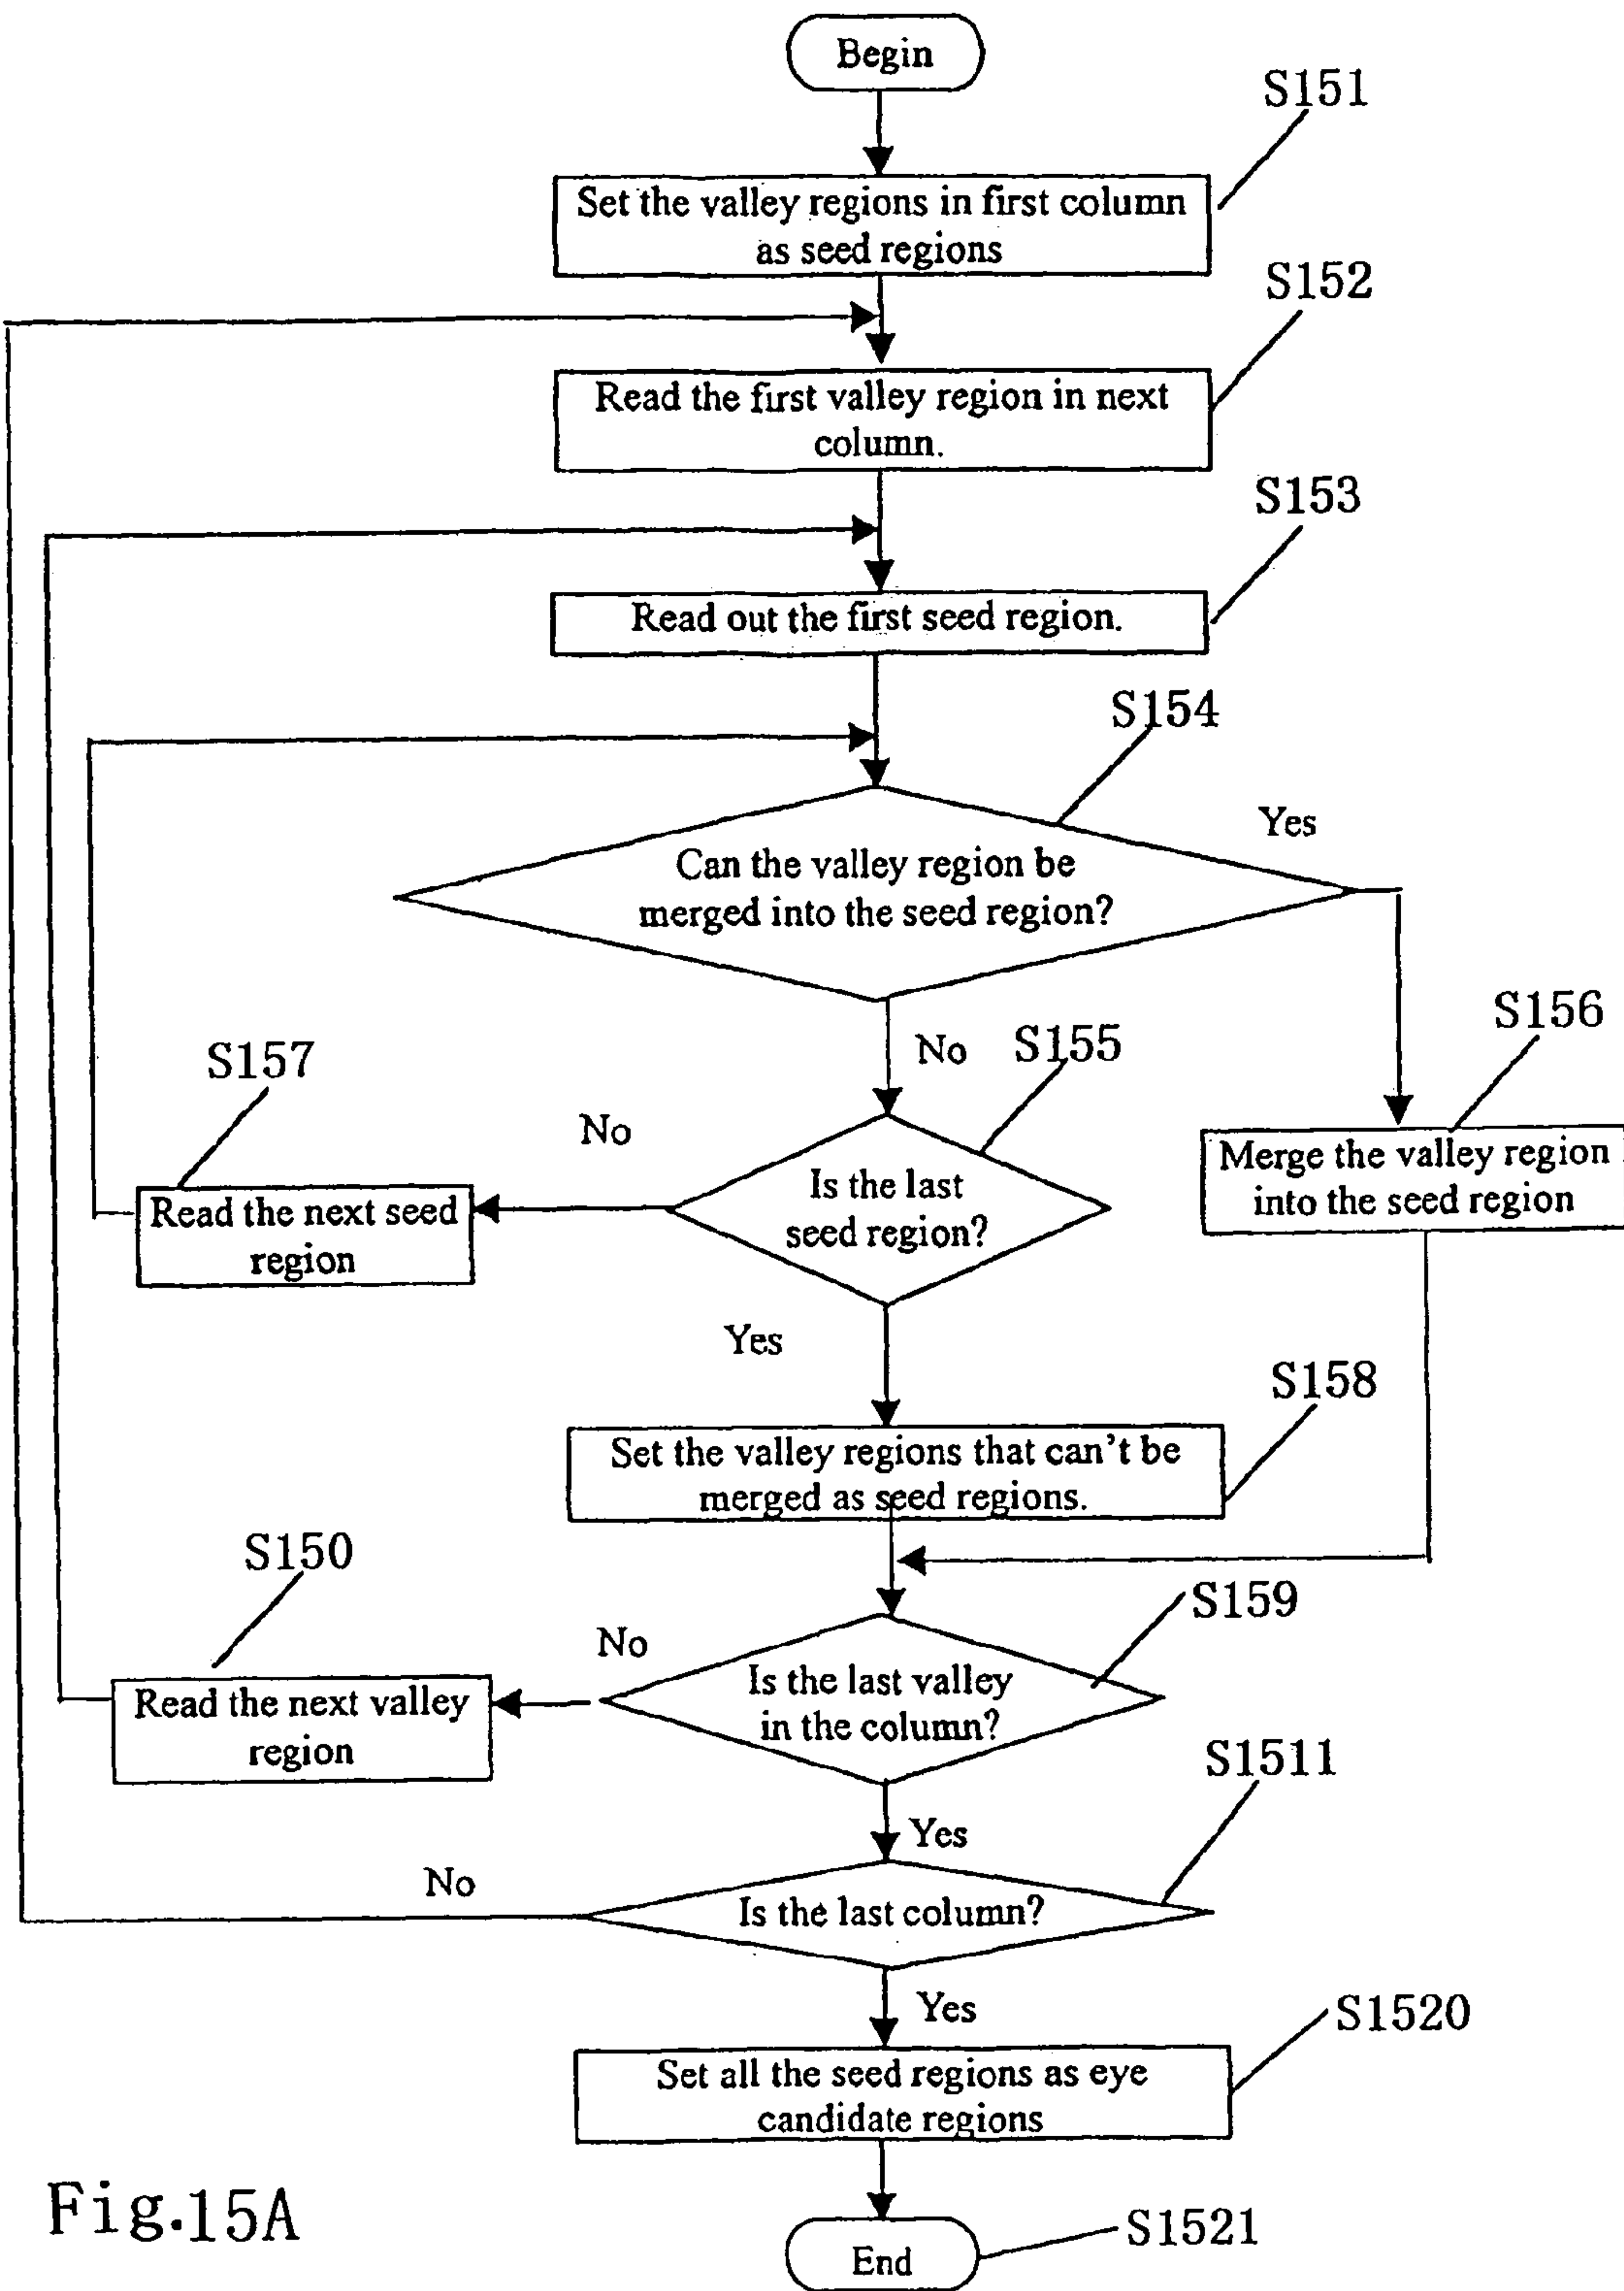 Begin
S151
Set the valley regions in first column
as seed regions
S152
Read the first valley region in next
column.
S153
Read out the first seed region.
S154
Yes
Can the valley region be
merged into the seed region?
S156
No
S155
S157
No
Merge the valley region
into the seed region
Is the last
seed region?
Read the next seed
region
Yes
S158
Set the valley regions that can't be
merged as seed regions.
S150
S159
No
Is the last valley
in the column?
Read the next valley
region
S1511
Yes
No
Is the last column?
Yes
S1520
Set all the seed regions as eye
candidate regions
Fig.15A
S1521
End